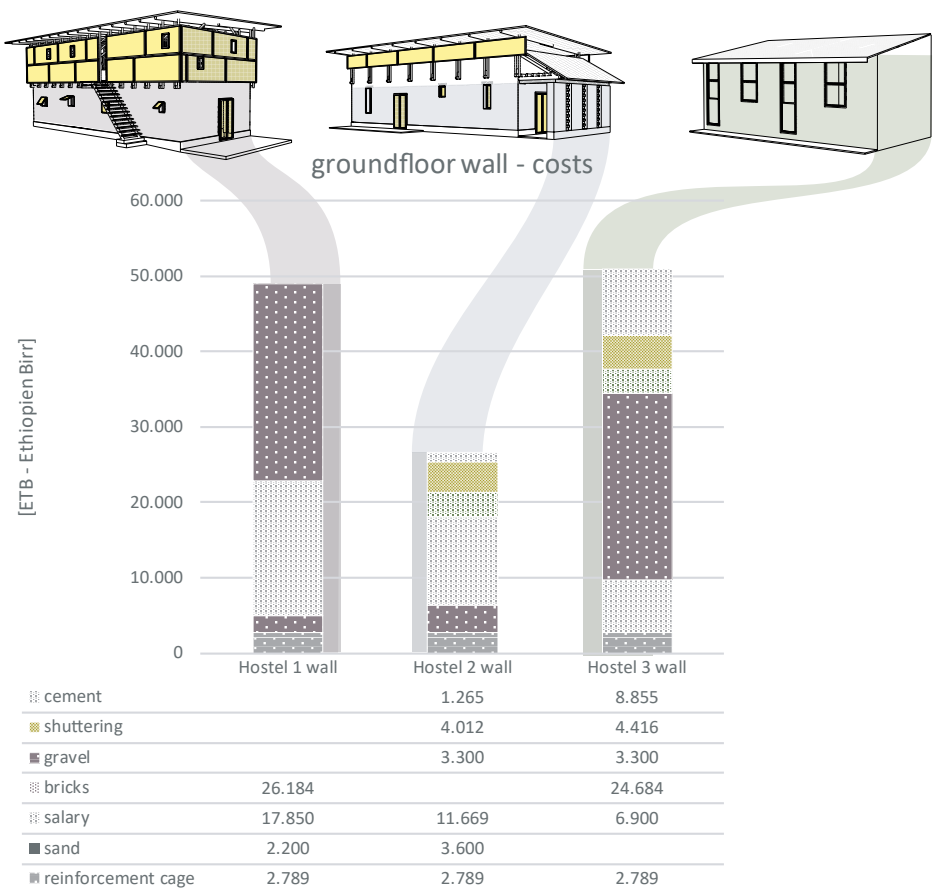 groundfloor wall - costs
[ETB - Ethiopien Birr]
60.000
50.000
40.000
30.000
20.000
10.000
0
Hostel 1 wall Hostel 2 wall Hostel 3 wall
cement 1.265 8.855
shuttering 4.012 4.416
gravel 3.300 3.300
bricks 26.184 24.684
salary 17.850 11.669 6.900
sand 2.200 3.600
reinforcement cage 2.789 2.789 2.789